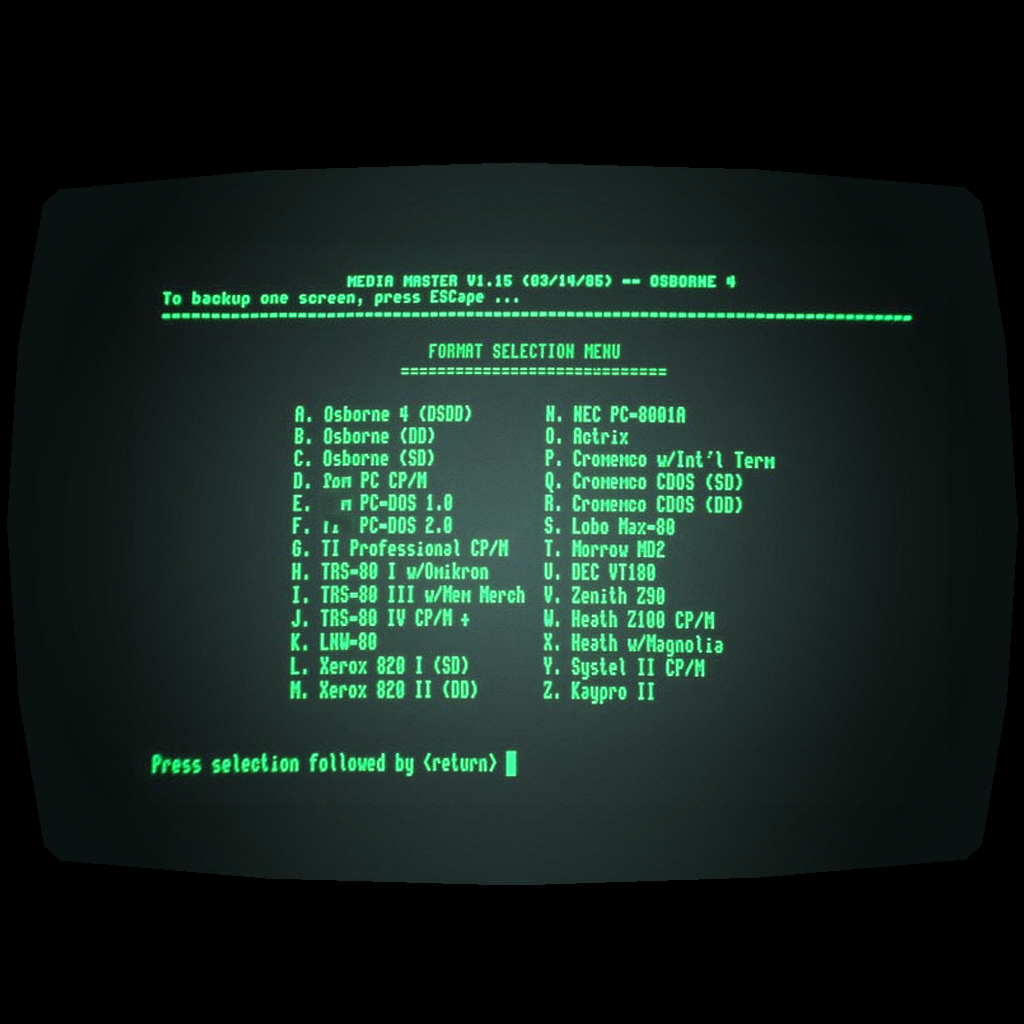 MEDIA MASTER V1.15 (03/14/85) -- OSBORNE 4
To backup one screen, press ESCape ...
FORMAT SELECTION MENU
A. Osborne 4 (DSDD)
B. Osborne (DD)
C. Osborne (SD)
D. PC CP/M
E. PC-DOS 1.0
F. PC-DOS 2.0
G. TI Professional CP/M
H. TRS-80 I w/Omikron
I. TRS-80 III w/Mem Merch
J. TRS-80 IV CP/M +
K. LNW-80
L. Xerox 820 I (SD)
M. Xerox 820 II (DD)
N. NEC PC-8001A
O. Actrix
P. Cromemco w/Int'l Term
Q. Cromemco CDOS (SD)
R. Cromemco CDOS (DD)
S. Lobo Max-80
T. Morrow MD2
U. DEC VT180
V. Zenith Z90
W. Heath Z100 CP/M
X. Heath w/Magnolia
Y. Systel II CP/M
Z. Kaypro II
Press selection followed by <return>